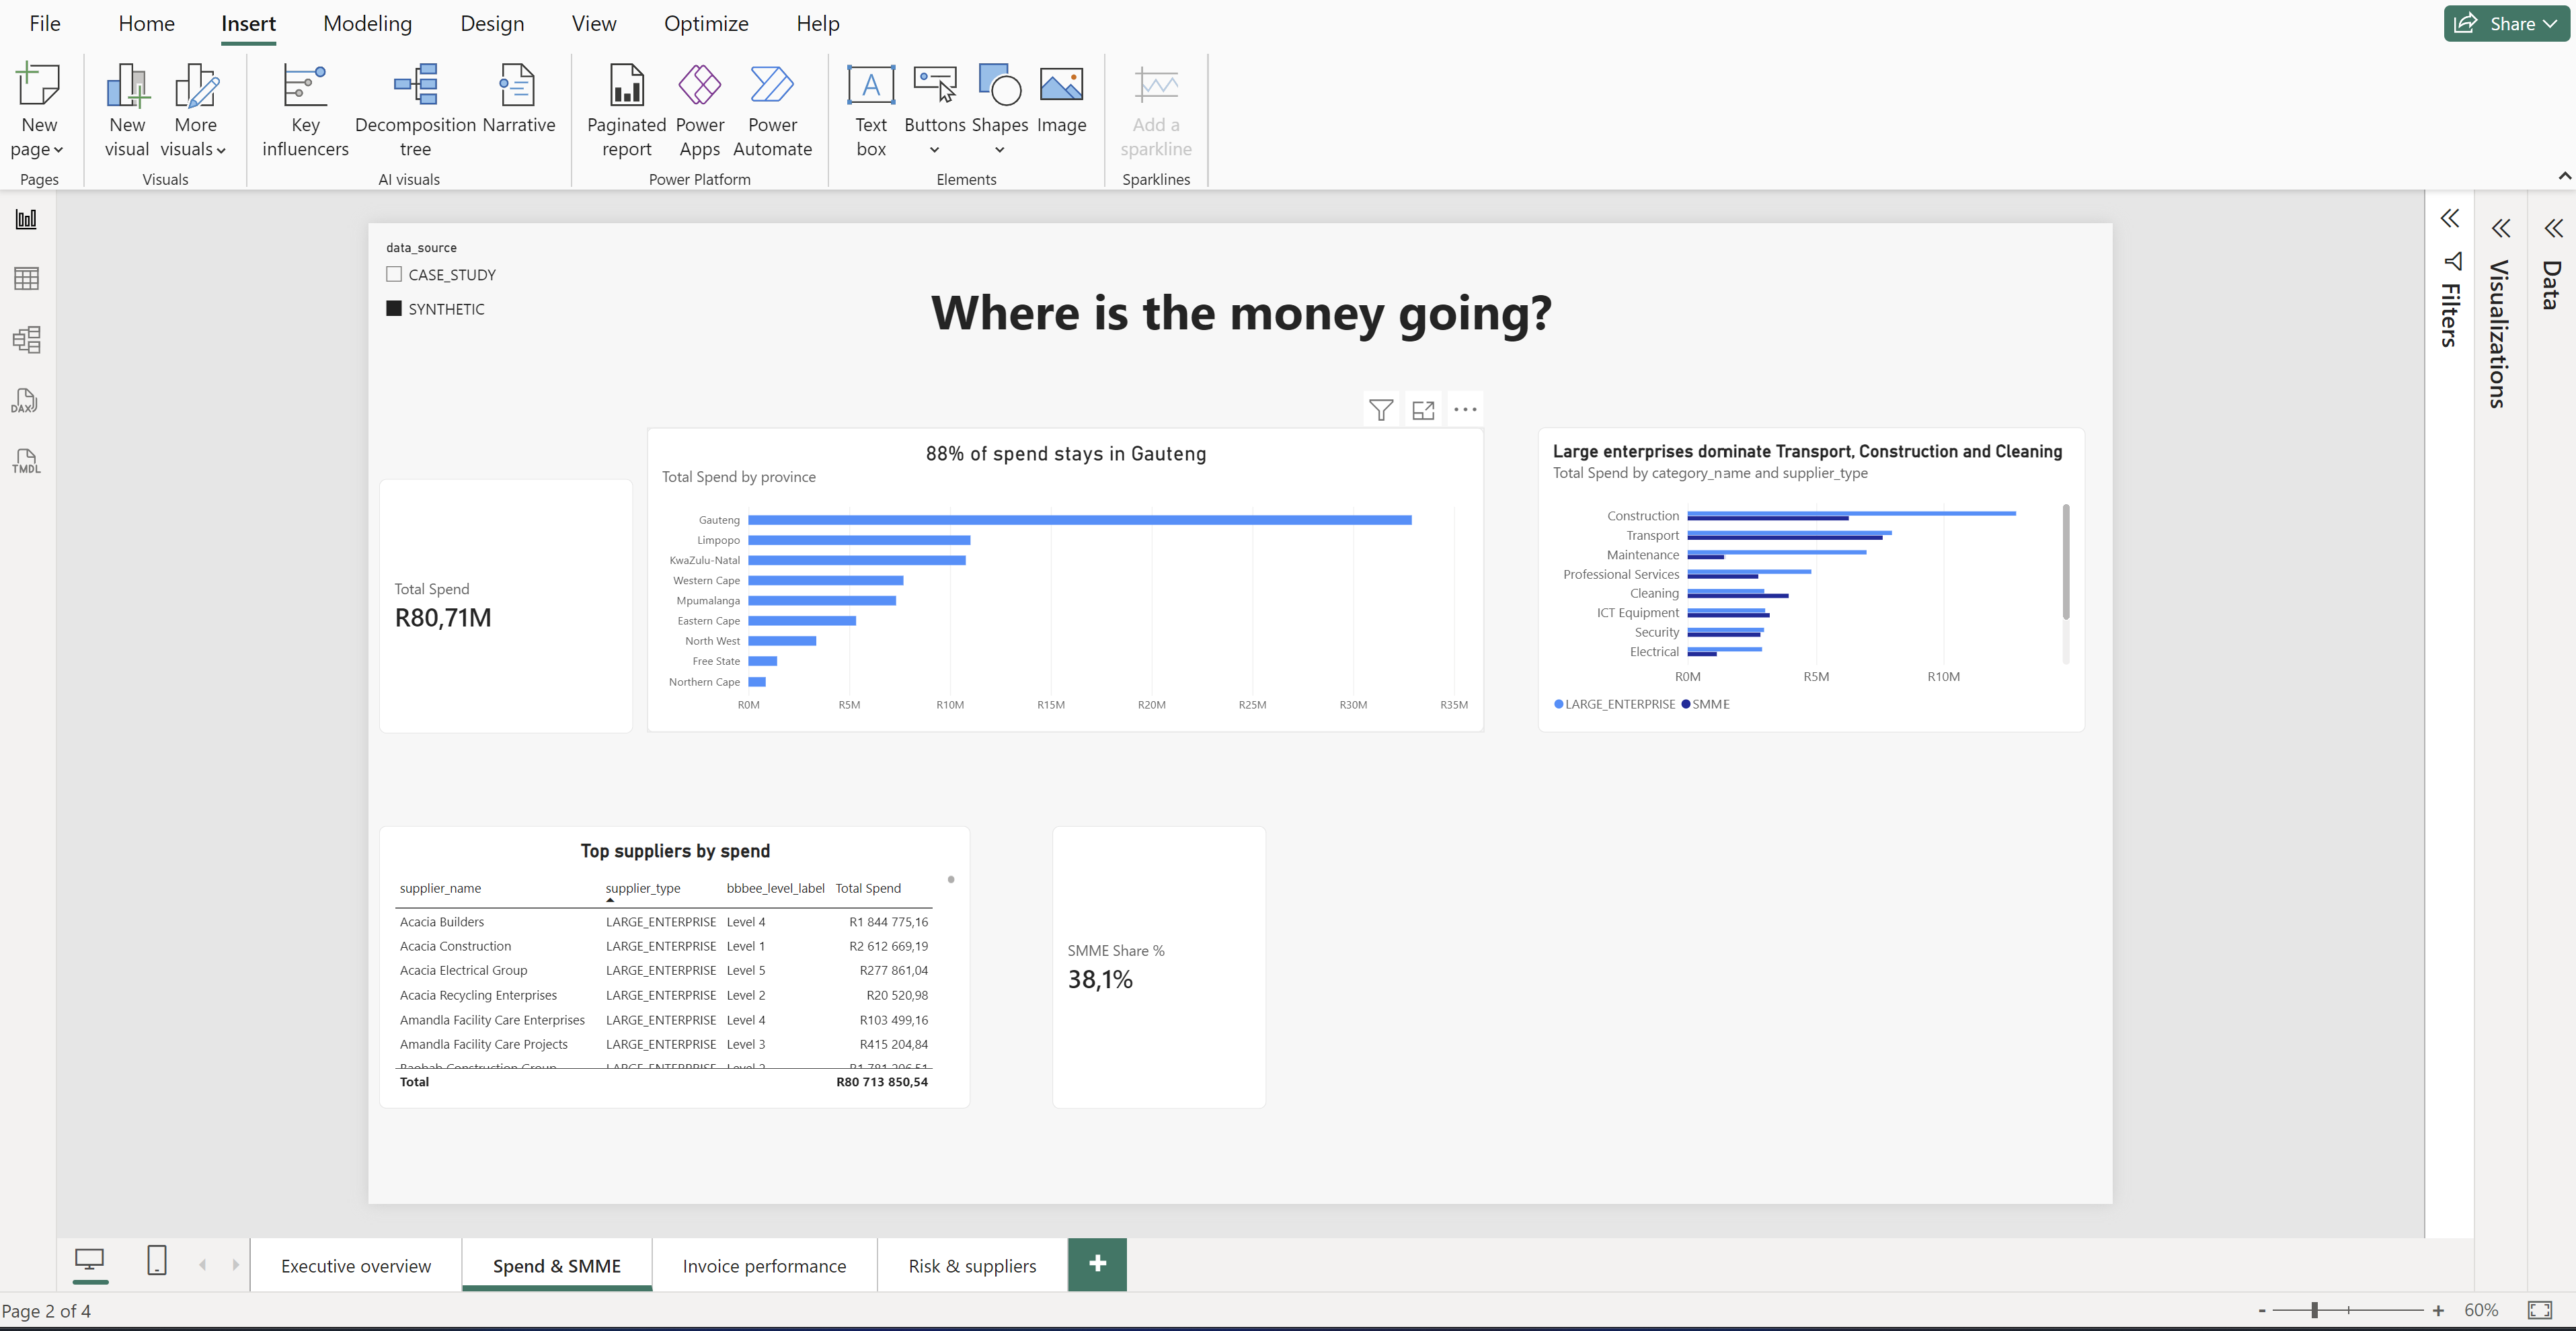 File Home Insert Modeling Design View Optimize Help Share
New page New visual More visuals Key influencers Decomposition tree Narrative Paginated report Power Apps Power Automate Text box Buttons Shapes Image Add a sparkline
Pages Visuals AI visuals Power Platform Elements Sparklines
DAX
TMDL
data_source
CASE_STUDY
SYNTHETIC
Where is the money going?
Total Spend
R80,71M
88% of spend stays in Gauteng
Total Spend by province
Gauteng
Limpopo
KwaZulu-Natal
Western Cape
Mpumalanga
Eastern Cape
North West
Free State
Northern Cape
R0M R5M R10M R15M R20M R25M R30M R35M
Large enterprises dominate Transport, Construction and Cleaning
Total Spend by category_name and supplier_type
Construction
Transport
Maintenance
Professional Services
Cleaning
ICT Equipment
Security
Electrical
R0M R5M R10M
LARGE_ENTERPRISE SMME
Top suppliers by spend
supplier_name supplier_type bbbee_level_label Total Spend
Acacia Builders LARGE_ENTERPRISE Level 4 R1 844 775,16
Acacia Construction LARGE_ENTERPRISE Level 1 R2 612 669,19
Acacia Electrical Group LARGE_ENTERPRISE Level 5 R277 861,04
Acacia Recycling Enterprises LARGE_ENTERPRISE Level 2 R20 520,98
Amandla Facility Care Enterprises LARGE_ENTERPRISE Level 4 R103 499,16
Amandla Facility Care Projects LARGE_ENTERPRISE Level 3 R415 204,84
Total R80 713 850,54
SMME Share %
38,1%
Filters
Visualizations
Data
Executive overview Spend & SMME Invoice performance Risk & suppliers +
Page 2 of 4
- + 60%